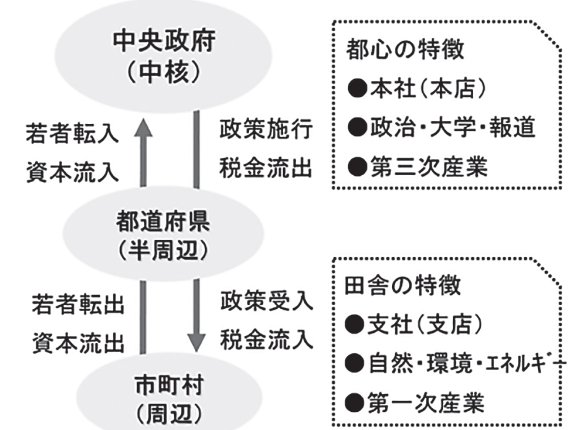 中央政府
（中核）
若者転入
資本流入
政策施行
税金流出
都道府県
（半周辺）
若者転出
資本流出
政策受入
税金流入
市町村
（周辺）
都心の特徴
●本社（本店）
●政治・大学・報道
●第三次産業
田舎の特徴
●支社（支店）
●自然・環境・ｴﾈﾙｷﾞｰ
●第一次産業